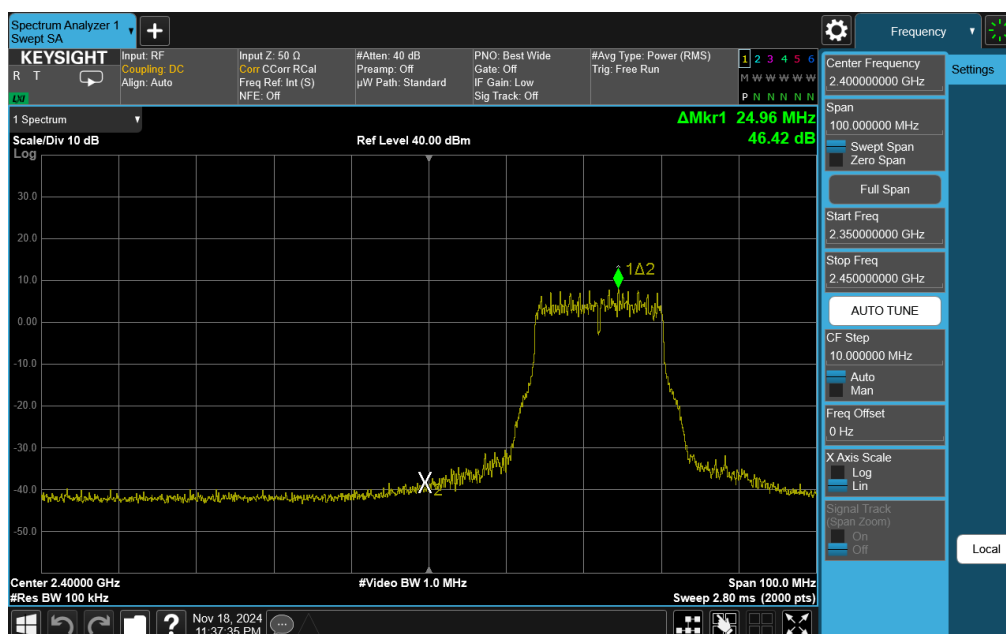 Spectrum Analyzer 1
Swept SA
Frequency
KEYSIGHT
R T
LXI
Input: RF
Coupling: DC
Align: Auto
Input Z: 50 Ω
Corr CCorr RCal
Freq Ref: Int (S)
NFE: Off
#Atten: 40 dB
Preamp: Off
µW Path: Standard
PNO: Best Wide
Gate: Off
IF Gain: Low
Sig Track: Off
#Avg Type: Power (RMS)
Trig: Free Run
1 2 3 4 5 6
M W W W W W
P N N N N N
1 Spectrum
Scale/Div 10 dB
Ref Level 40.00 dBm
ΔMkr1 24.96 MHz
46.42 dB
Log
30.0
20.0
10.0
0.00
-10.0
-20.0
-30.0
-40.0
-50.0
1Δ2
X2
Center 2.40000 GHz
#Video BW 1.0 MHz
Span 100.0 MHz
#Res BW 100 kHz
Sweep 2.80 ms (2000 pts)
Center Frequency
2.400000000 GHz
Settings
Span
100.000000 MHz
Swept Span
Zero Span
Full Span
Start Freq
2.350000000 GHz
Stop Freq
2.450000000 GHz
AUTO TUNE
CF Step
10.000000 MHz
Auto
Man
Freq Offset
0 Hz
X Axis Scale
Log
Lin
Signal Track
(Span Zoom)
On
Off
Local
?
Nov 18, 2024
11:37:35 PM